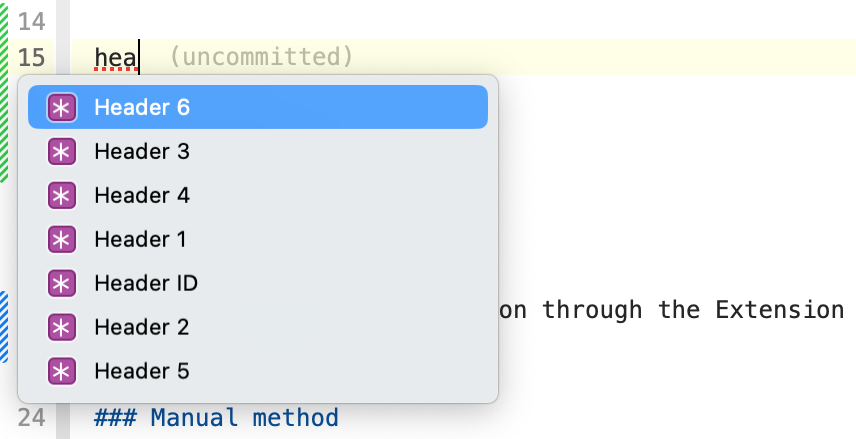 14
15 hea (uncommitted)
Header 6
Header 3
Header 4
Header 1
Header ID
Header 2
on through the Extension
Header 5
24 ### Manual method